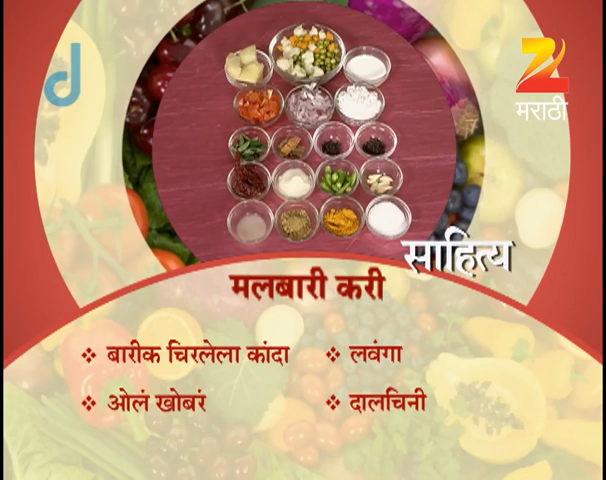 मराठी
साहित्य
मलबारी करी
❖ बारीक चिरलेला कांदा
❖ लवंगा
❖ ओलं खोबरं
❖ दालचिनी